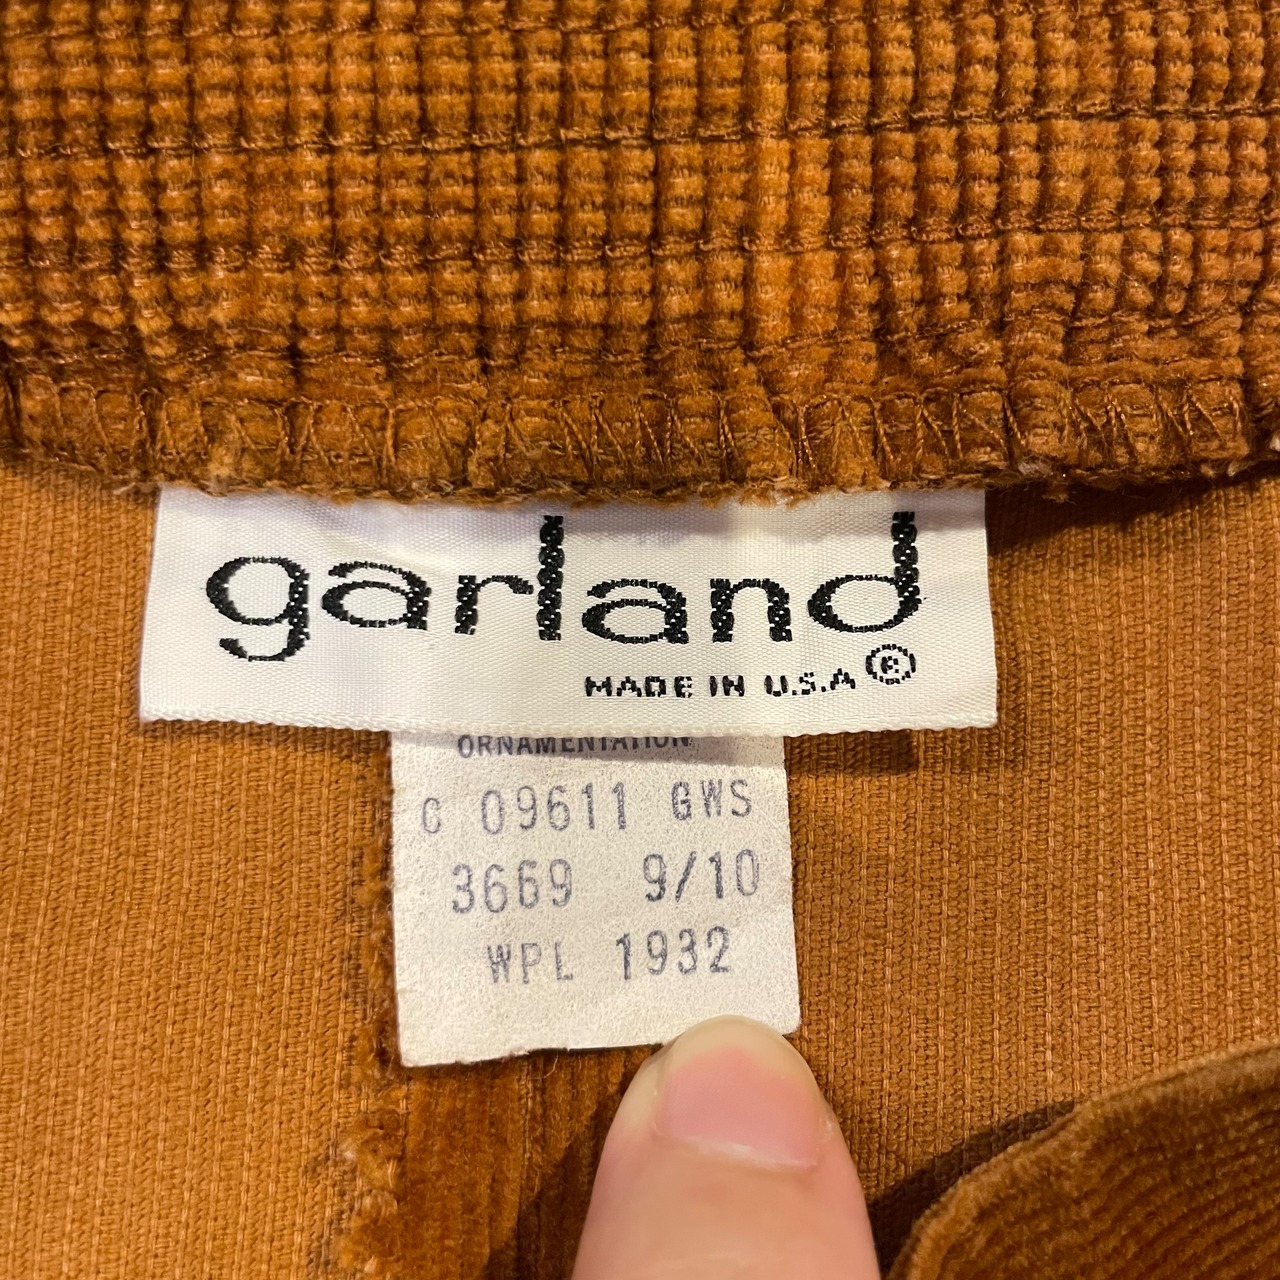 garland
MADE IN U.S.A ®
ORNAMENTATION
C 09611 GWS
3669 9/10
WPL 1932